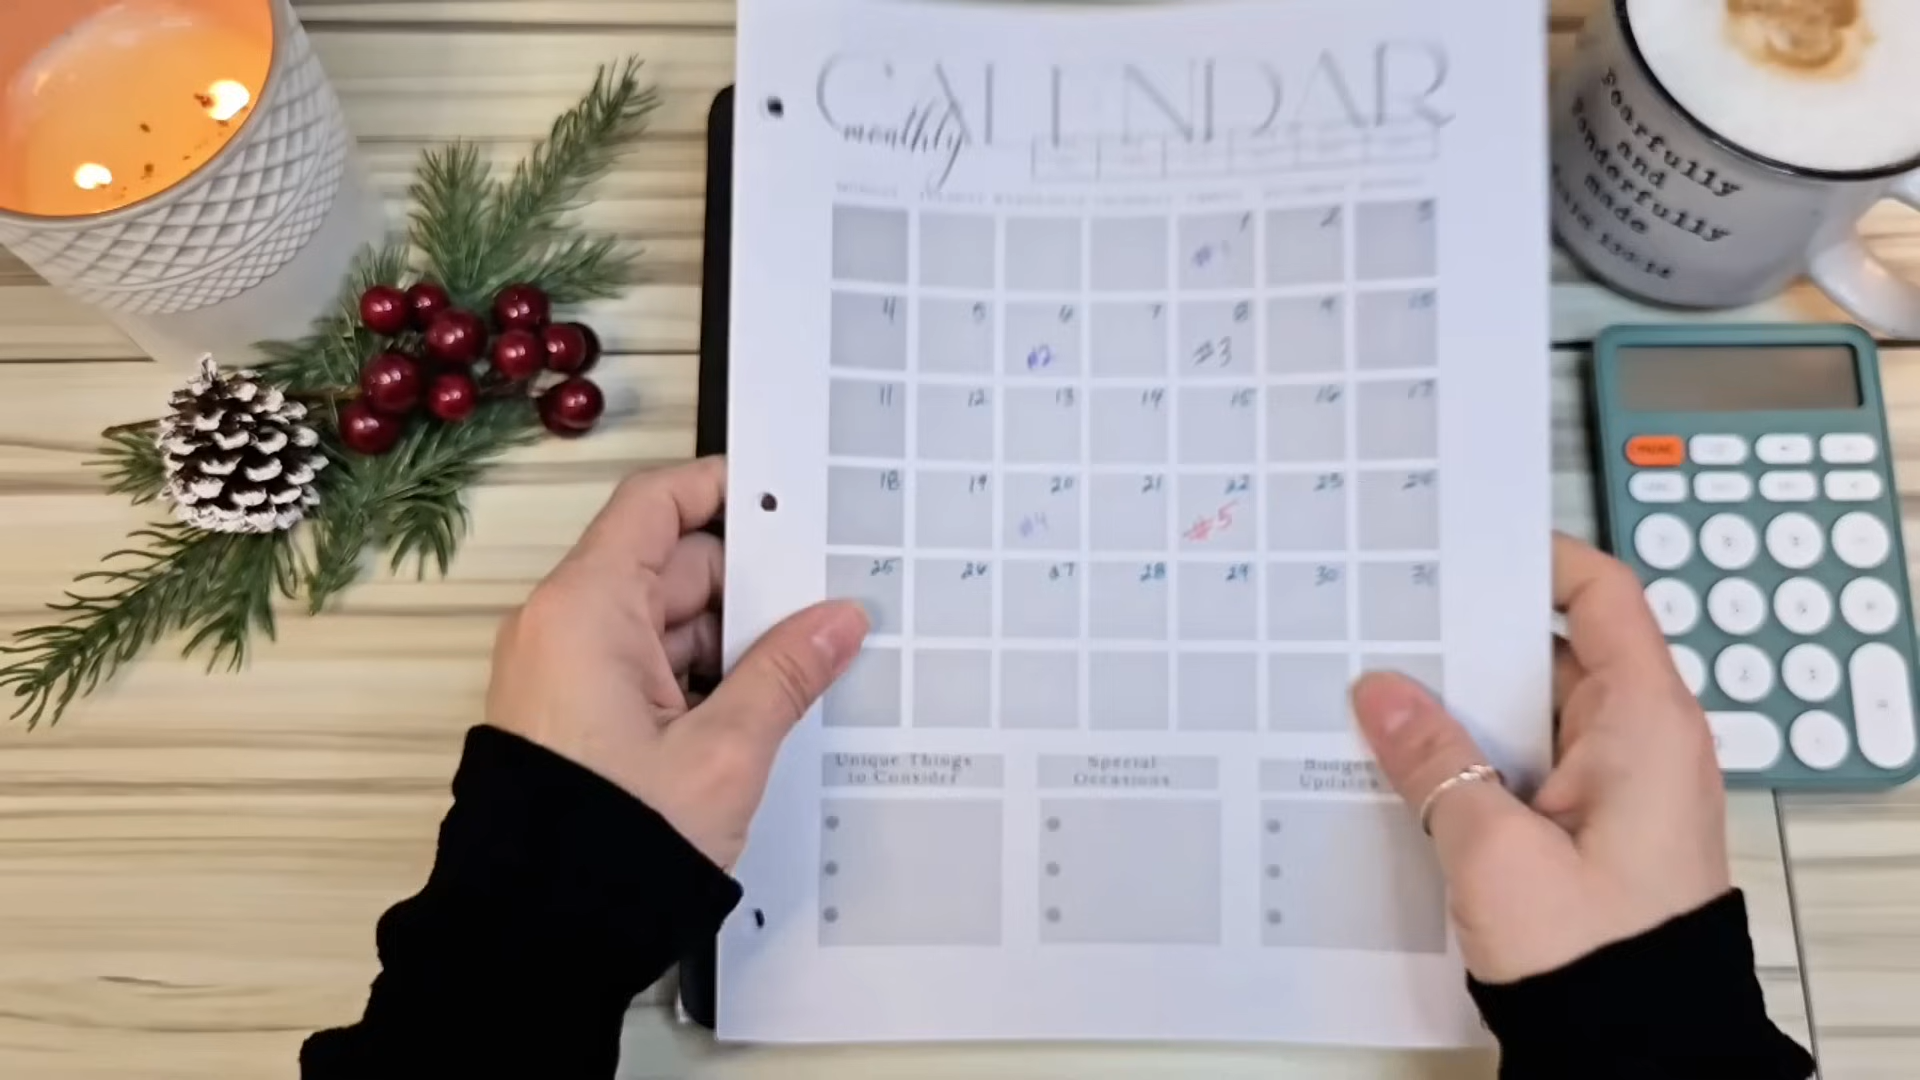 CALENDAR
monthly
1 2 3
#1
4 5 6 7 8 9 10
#2 #3
11 12 13 14 15 16 17
18 19 20 21 22 23 24
#4 #5
25 26 27 28 29 30 31
Unique Things
to Consider
Special
Occasions
Budget
Updates
Fearfully
and
Wonderfully
made